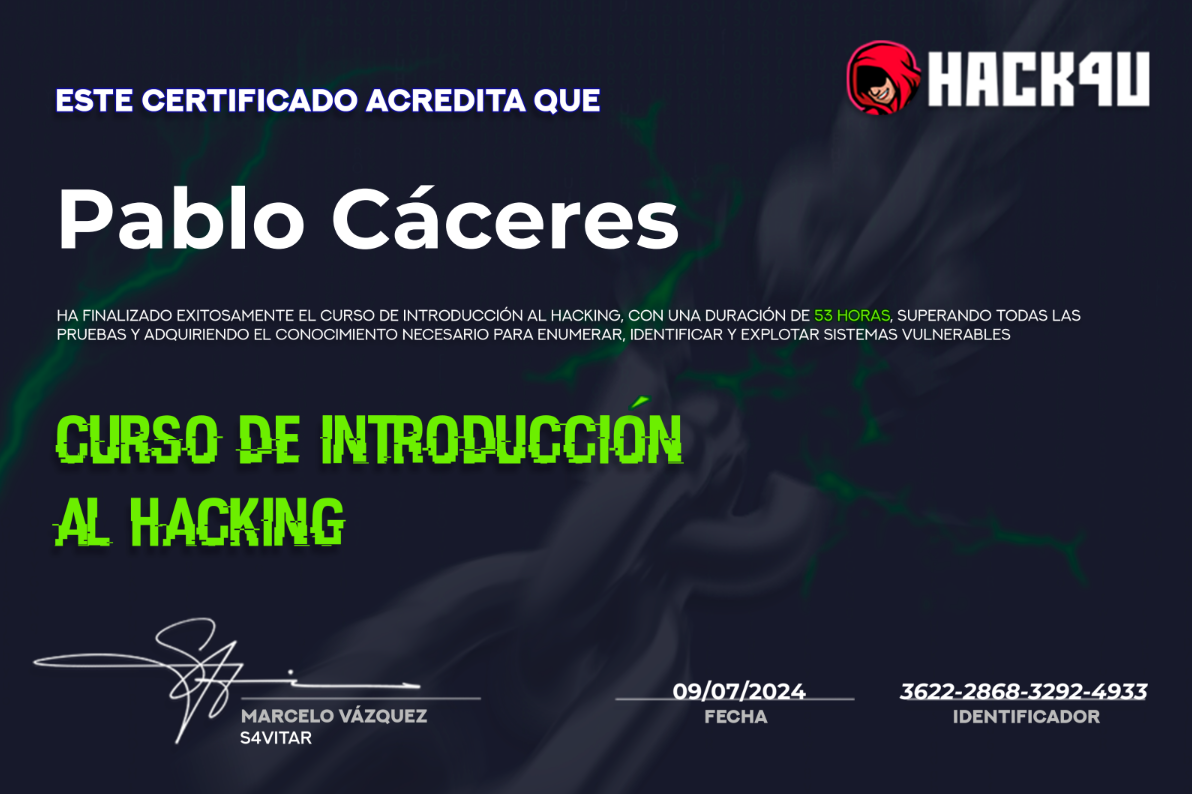 HACK4U
ESTE CERTIFICADO ACREDITA QUE
Pablo Cáceres
HA FINALIZADO EXITOSAMENTE EL CURSO DE INTRODUCCIÓN AL HACKING, CON UNA DURACIÓN DE 53 HORAS, SUPERANDO TODAS LAS
PRUEBAS Y ADQUIRIENDO EL CONOCIMIENTO NECESARIO PARA ENUMERAR, IDENTIFICAR Y EXPLOTAR SISTEMAS VULNERABLES
CURSO DE INTRODUCCIÓN
AL HACKING
09/07/2024
3622-2868-3292-4933
MARCELO VÁZQUEZ
FECHA
IDENTIFICADOR
S4VITAR